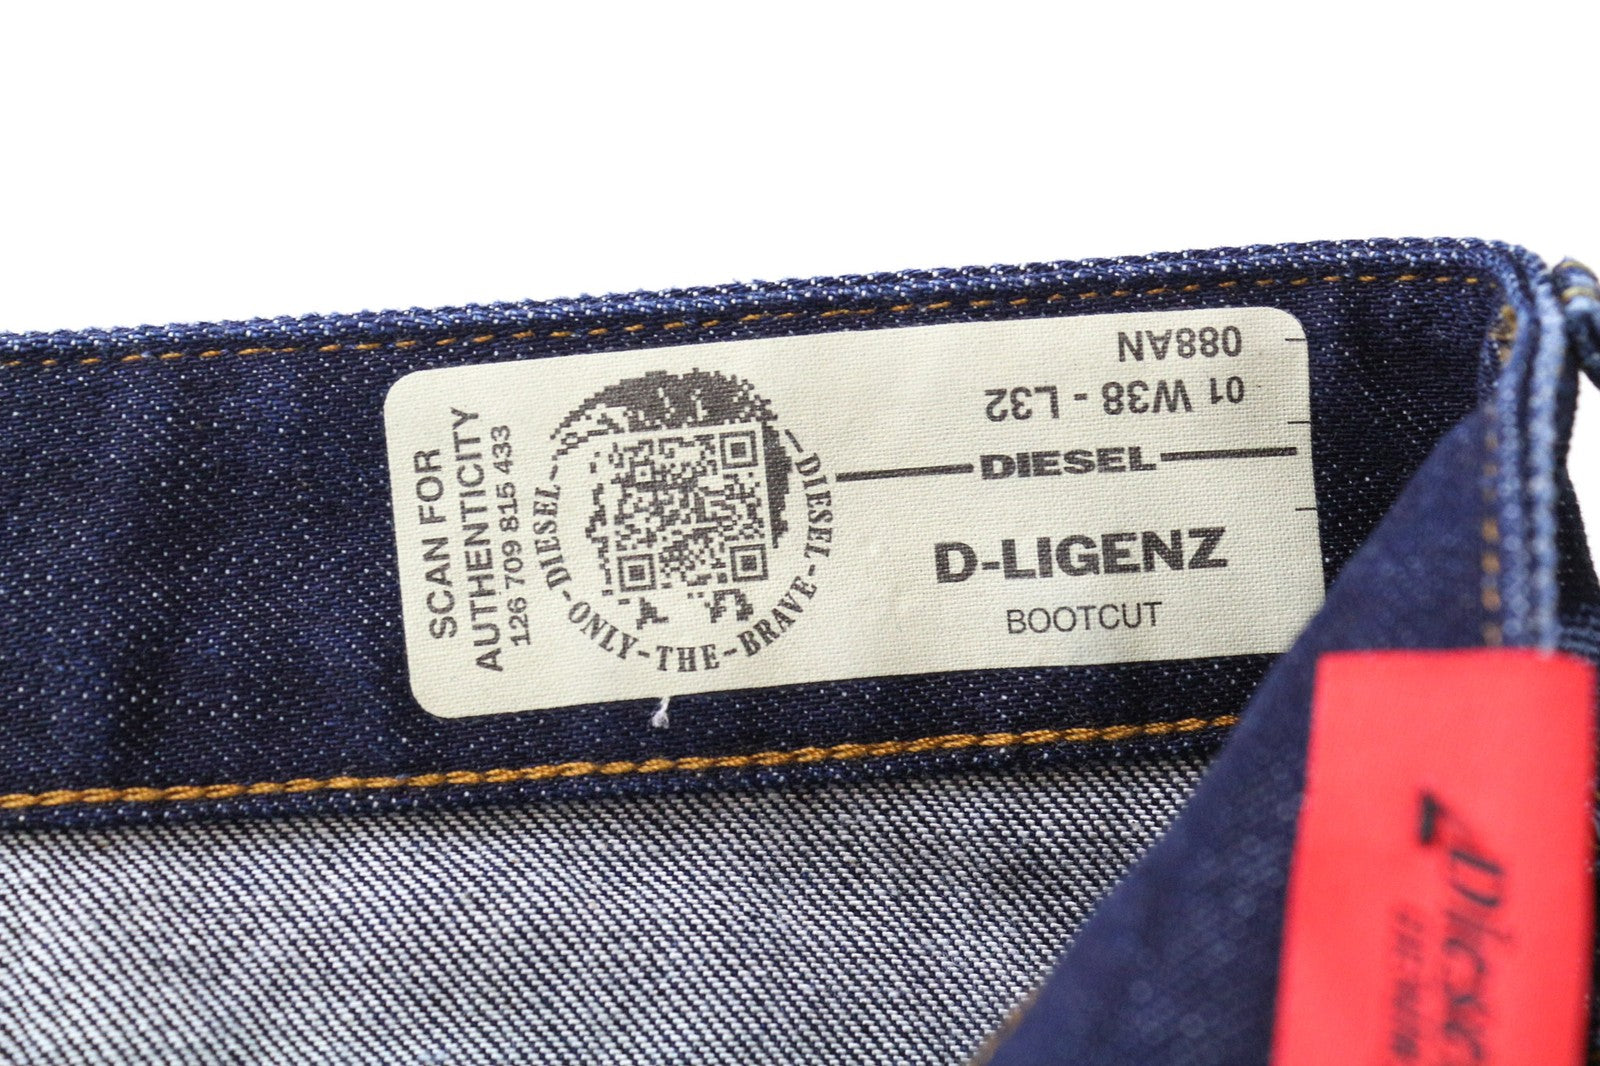 SCAN FOR
AUTHENTICITY
126 709 815 433
DIESEL-ONLY-THE-BRAVE-DIESEL
088AN
01 W38 - L32
DIESEL
D-LIGENZ
BOOTCUT
Diesel